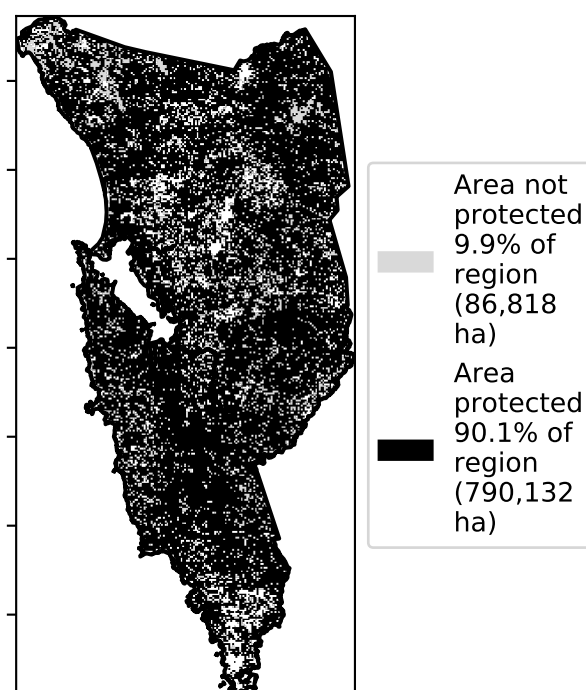 Area not
protected
9.9% of
region
(86,818
ha)
Area
protected
90.1% of
region
(790,132
ha)